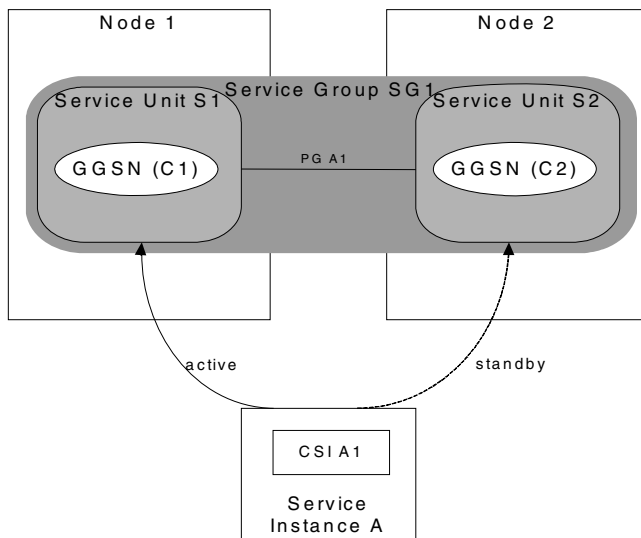 Node 1
Node 2
Service Group SG1
Service Unit S1
Service Unit S2
GGSN (C1)
PG A1
GGSN (C2)
active
standby
CSI A1
Service
Instance A